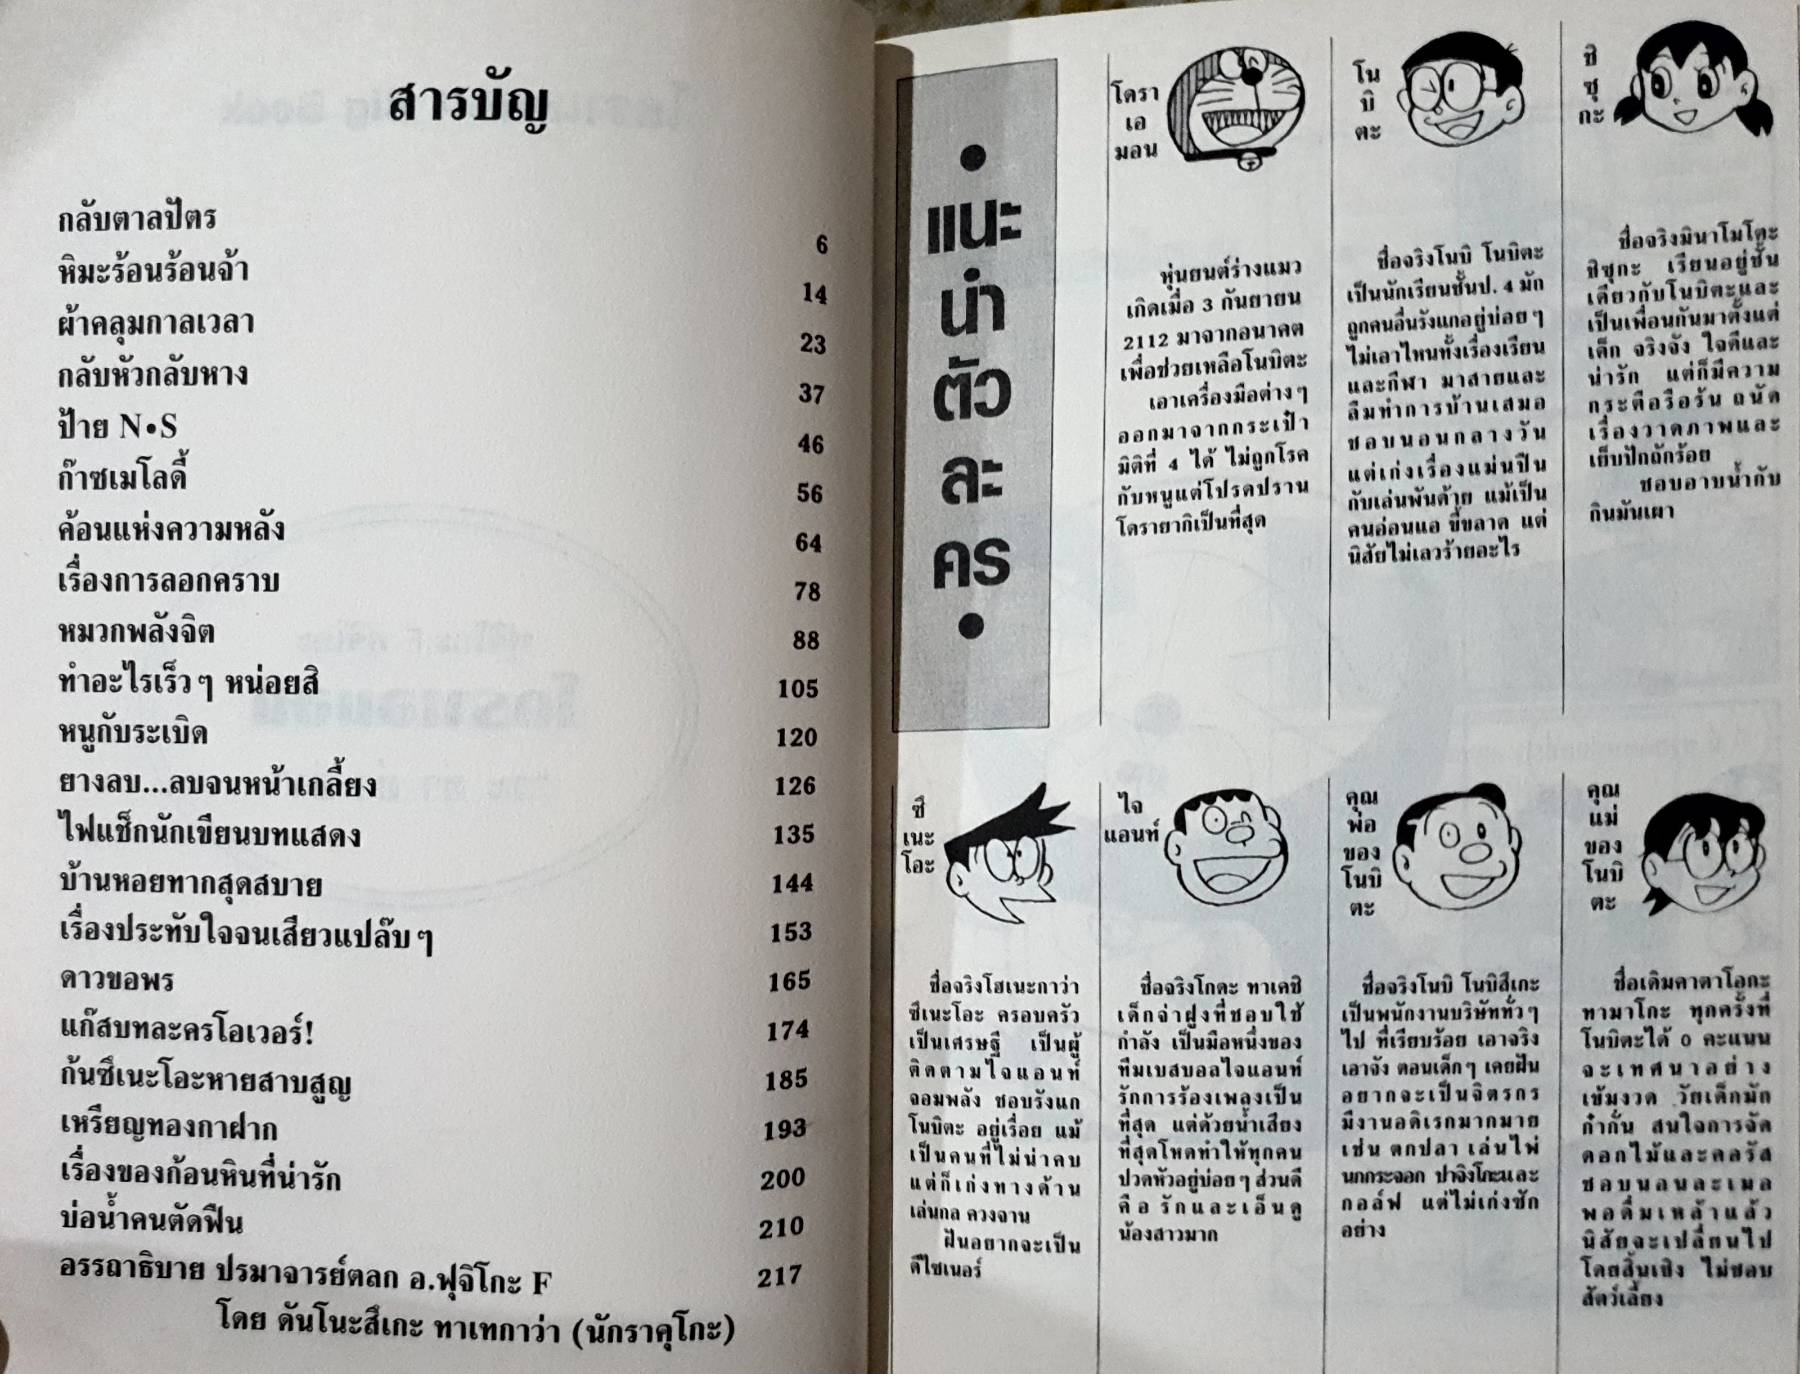 สารบัญ
กลับตาลปัตร
6
หิมะร้อนร้อนจ้า
14
ผ้าคลุมกาลเวลา
23
กลับหัวกลับหาง
37
ป้าย N•S
46
ก๊าซเมโลดี้
56
ค้อนแห่งความหลัง
64
เรื่องการลอกคราบ
78
หมวกพลังจิต
88
ทำอะไรเร็วๆ หน่อยสิ
105
หนูกับระเบิด
120
ยางลบ...ลบจนหน้าเกลี้ยง
126
ไฟแช็กนักเขียนบทแสดง
135
บ้านหอยทากสุดสบาย
144
เรื่องประทับใจจนเสียวแปล๊บๆ
153
ดาวขอพร
165
แก๊สบทละครโอเวอร์!
174
ก้นซึเนะโอะหายสาบสูญ
185
เหรียญทองกาฝาก
193
เรื่องของก้อนหินที่น่ารัก
200
บ่อน้ำคนตัดฟืน
210
อรรถาธิบาย ปรมาจารย์ตลก อ.ฟุจิโกะ F
217
โดย ดันโนะสึเกะ ทาเทกาว่า (นักราคุโกะ)
•
แนะ
นำ
ตัว
ละ
คร
•
โดรา
เอ
มอน
หุ่นยนต์ร่างแมว
เกิดเมื่อ 3 กันยายน
2112 มาจากอนาคต
เพื่อช่วยเหลือโนบิตะ
เอาเครื่องมือต่างๆ
ออกมาจากกระเป๋า
มิติที่ 4 ได้ ไม่ถูกโรค
กับหนูแต่โปรดปราน
โดรายากิเป็นที่สุด
โน
บิ
ตะ
ชื่อจริงโนบิ โนบิตะ
เป็นนักเรียนชั้นป. 4 มัก
ถูกคนอื่นรังแกอยู่บ่อยๆ
ไม่เอาไหนทั้งเรื่องเรียน
และกีฬา มาสายและ
ลืมทำการบ้านเสมอ
ชอบนอนกลางวัน
แต่เก่งเรื่องแม่นปืน
กับเล่นพันด้าย แม้เป็น
คนอ่อนแอ ขี้ขลาด แต่
นิสัยไม่เลวร้ายอะไร
ชิ
ซุ
กะ
ชื่อจริงมินาโมโตะ
ชิซุกะ เรียนอยู่ชั้น
เดียวกับโนบิตะและ
เป็นเพื่อนกันมาตั้งแต่
เด็ก จริงจัง ใจดีและ
น่ารัก แต่ก็มีความ
กระตือรือร้น ถนัด
เรื่องวาดภาพและ
เย็บปักถักร้อย
ชอบอาบน้ำกับ
กินมันเผา
ซึ
เนะ
โอะ
ชื่อจริงโฮเนะกาว่า
ซึเนะโอะ ครอบครัว
เป็นเศรษฐี เป็นผู้
ติดตามไจแอนท์
จอมพลัง ชอบรังแก
โนบิตะ อยู่เรื่อย แม้
เป็นคนที่ไม่น่าคบ
แต่ก็เก่งทางด้าน
เล่นกล ควงจาน
ฝันอยากจะเป็น
ดีไซเนอร์
ไจ
แอนท์
ชื่อจริงโกดะ ทาเคชิ
เด็กจ่าฝูงที่ชอบใช้
กำลัง เป็นมือหนึ่งของ
ทีมเบสบอลไจแอนท์
รักการร้องเพลงเป็น
ที่สุด แต่ด้วยน้ำเสียง
ที่สุดโหดทำให้ทุกคน
ปวดหัวอยู่บ่อยๆ ส่วนดี
คือ รักและเอ็นดู
น้องสาวมาก
คุณ
พ่อ
ของ
โนบิ
ตะ
ชื่อจริงโนบิ โนบิสึเกะ
เป็นพนักงานบริษัททั่วๆ
ไป ที่เรียบร้อย เอาจริง
เอาจัง ตอนเด็กๆ เคยฝัน
อยากจะเป็นจิตรกร
มีงานอดิเรกมากมาย
เช่น ตกปลา เล่นไพ่
นกกระจอก ปาจิงโกะและ
กอล์ฟ แต่ไม่เก่งซัก
อย่าง
คุณ
แม่
ของ
โนบิ
ตะ
ชื่อเดิมคาตาโอกะ
ทามาโกะ ทุกครั้งที่
โนบิตะได้ 0 คะแนน
จะเทศนาอย่าง
เข้มงวด วัยเด็กมัก
ก๋ากั่น สนใจการจัด
ดอกไม้และคอรัส
ชอบนอนละเมอ
พอดื่มเหล้าแล้ว
นิสัยจะเปลี่ยนไป
โดยสิ้นเชิง ไม่ชอบ
สัตว์เลี้ยง